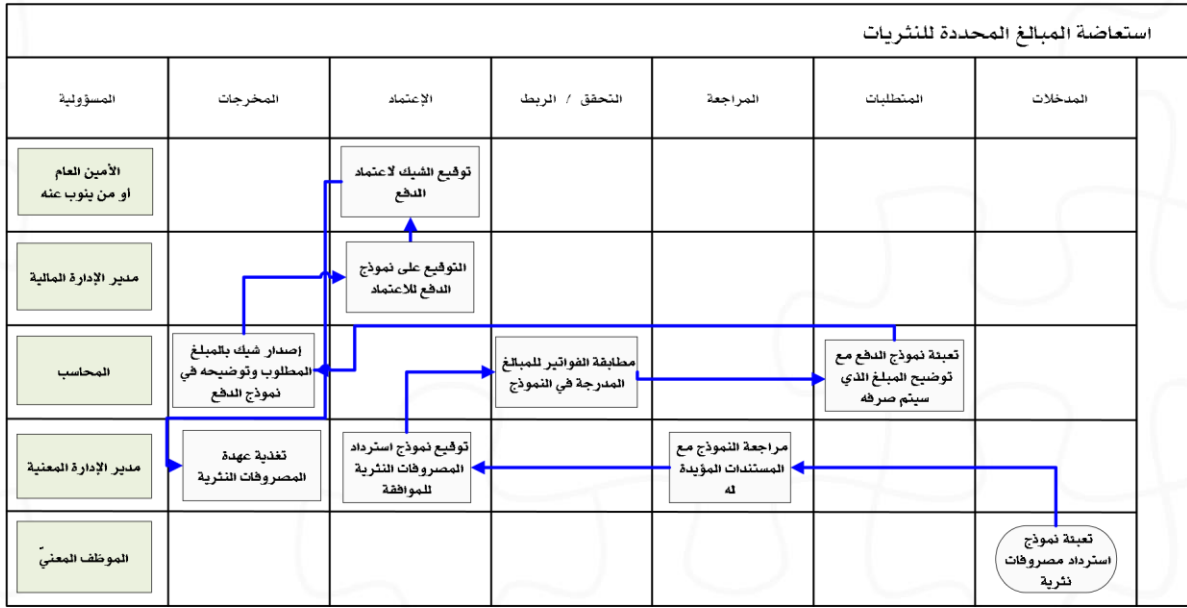 استعاضة المبالغ المحددة للنثريات
المدخلات
المتطلبات
المراجعة
التحقق / الربط
الإعتماد
المخرجات
المسؤولية
توقيع الشيك لاعتماد
الدفع
الأمين العام
او من ينوب عنه
التوقيع على نموذج
الدفع للاعتماد
مدير الإدارة المالية
تعبئة نموذج الدفع مع
توضيح المبلغ الذي
سيتم صرفه
مطابقة الفواتير للمبالغ
المدرجة في النموذج
إصدار شيك بالمبلغ
المطلوب وتوضيحه في
نموذج الدفع
المحاسب
مراجعة النموذج مع
المستندات المؤيدة
له
توقيع نموذج استرداد
المصروفات النثرية
للموافقة
تغذية عهدة
المصروفات النثرية
مدير الإدارة المعنية
تعبئة نموذج
استرداد مصروفات
نثرية
الموظف المعنيّ